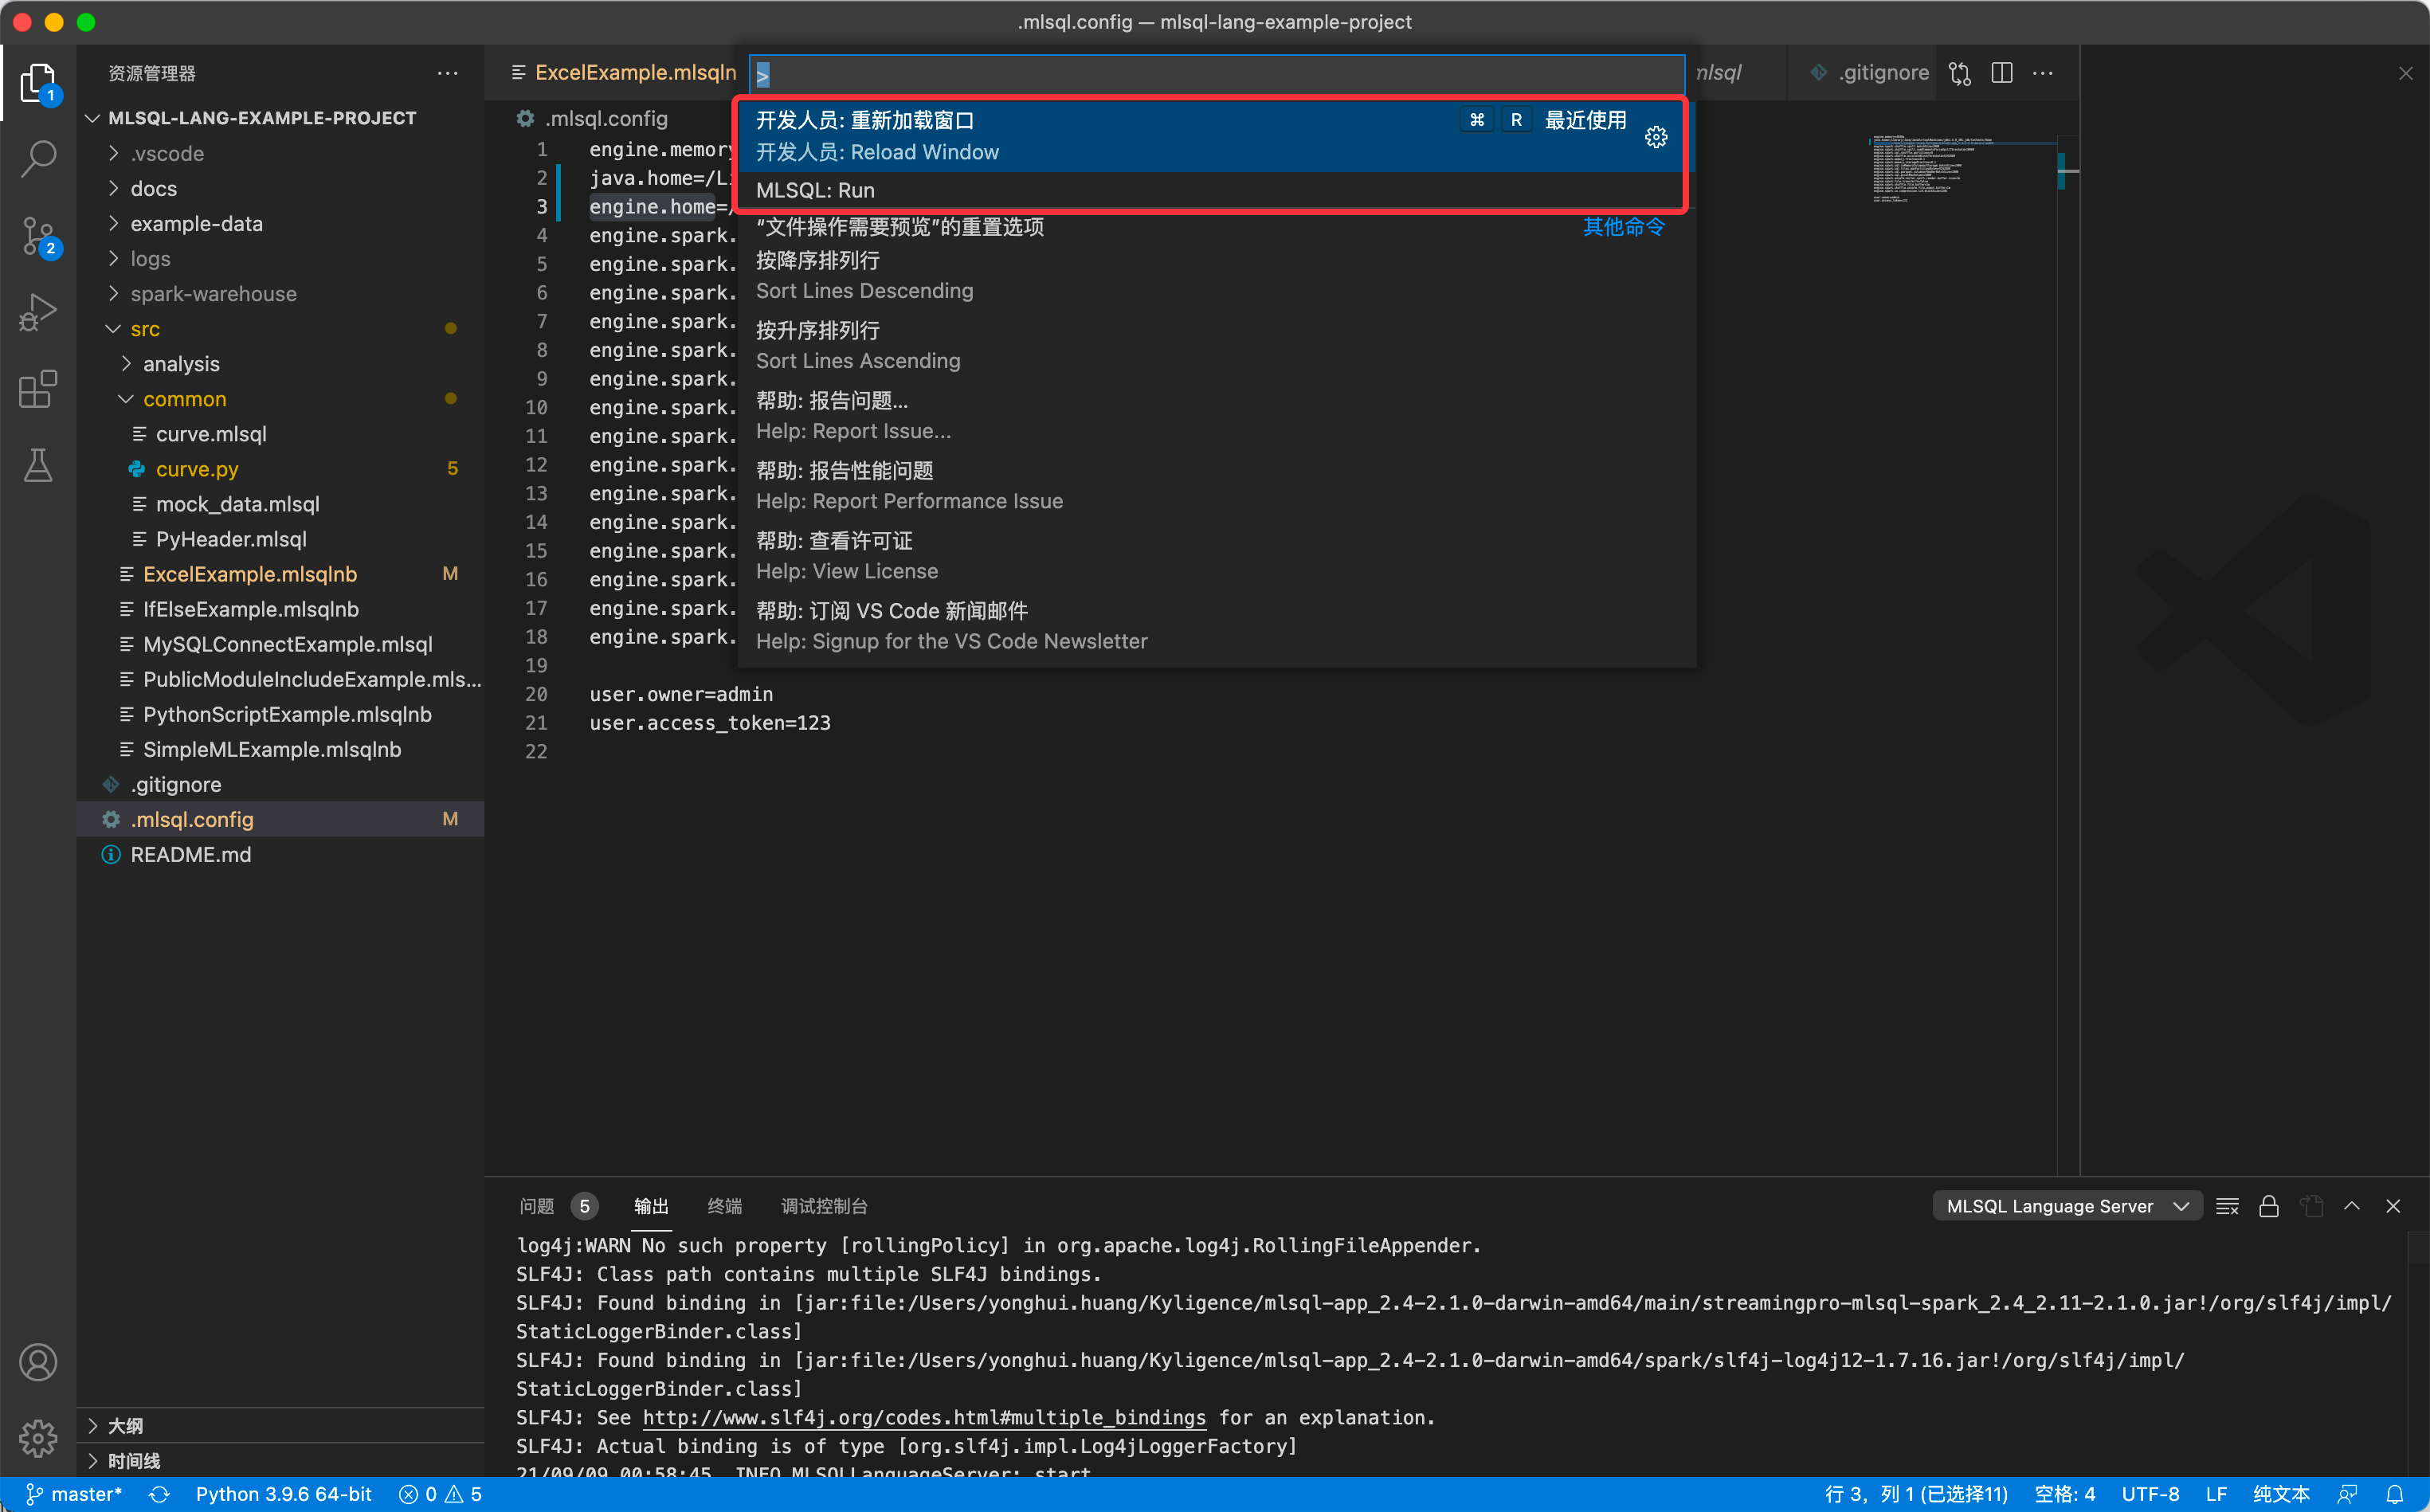 .mlsql.config — mlsql-lang-example-project
资源管理器
ExcelExample.mlsqln
>
mlsql
.gitignore
1
MLSQL-LANG-EXAMPLE-PROJECT
.vscode
docs
example-data
logs
spark-warehouse
src
analysis
common
curve.mlsql
curve.py 5
mock_data.mlsql
PyHeader.mlsql
ExcelExample.mlsqlnb M
IfElseExample.mlsqlnb
MySQLConnectExample.mlsql
PublicModuleIncludeExample.mls...
PythonScriptExample.mlsqlnb
SimpleMLExample.mlsqlnb
.gitignore
.mlsql.config M
README.md
2
大纲
时间线
.mlsql.config
1 engine.memory
2 java.home=/Li
3 engine.home=/
4 engine.spark.
5 engine.spark.
6 engine.spark.
7 engine.spark.
8 engine.spark.
9 engine.spark.
10 engine.spark.
11 engine.spark.
12 engine.spark.
13 engine.spark.
14 engine.spark.
15 engine.spark.
16 engine.spark.
17 engine.spark.
18 engine.spark.
19
20 user.owner=admin
21 user.access_token=123
22
开发人员: 重新加载窗口 ⌘ R 最近使用
开发人员: Reload Window
MLSQL: Run
“文件操作需要预览”的重置选项 其他命令
按降序排列行
Sort Lines Descending
按升序排列行
Sort Lines Ascending
帮助: 报告问题...
Help: Report Issue...
帮助: 报告性能问题
Help: Report Performance Issue
帮助: 查看许可证
Help: View License
帮助: 订阅 VS Code 新闻邮件
Help: Signup for the VS Code Newsletter
问题 5 输出 终端 调试控制台 MLSQL Language Server
log4j:WARN No such property [rollingPolicy] in org.apache.log4j.RollingFileAppender.
SLF4J: Class path contains multiple SLF4J bindings.
SLF4J: Found binding in [jar:file:/Users/yonghui.huang/Kyligence/mlsql-app_2.4-2.1.0-darwin-amd64/main/streamingpro-mlsql-spark_2.4_2.11-2.1.0.jar!/org/slf4j/impl/
StaticLoggerBinder.class]
SLF4J: Found binding in [jar:file:/Users/yonghui.huang/Kyligence/mlsql-app_2.4-2.1.0-darwin-amd64/spark/slf4j-log4j12-1.7.16.jar!/org/slf4j/impl/
StaticLoggerBinder.class]
SLF4J: See http://www.slf4j.org/codes.html#multiple_bindings for an explanation.
SLF4J: Actual binding is of type [org.slf4j.impl.Log4jLoggerFactory]
21/09/09 00:58:45 INFO MLSQLLanguageServer: start
master* Python 3.9.6 64-bit 0 5 行 3，列 1 (已选择11) 空格: 4 UTF-8 LF 纯文本